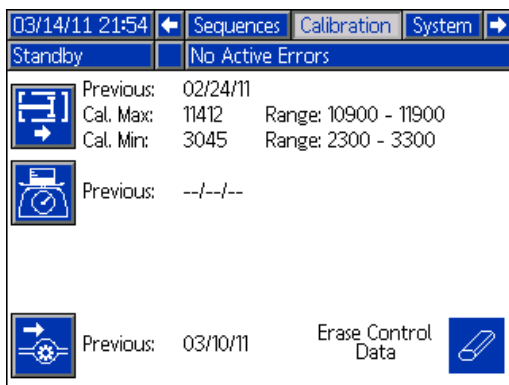 03/14/11 21:54 Sequences Calibration System
Standby No Active Errors
Previous: 02/24/11
Cal. Max: 11412 Range: 10900 - 11900
Cal. Min: 3045 Range: 2300 - 3300
Previous: --/--/--
Previous: 03/10/11 Erase Control
Data